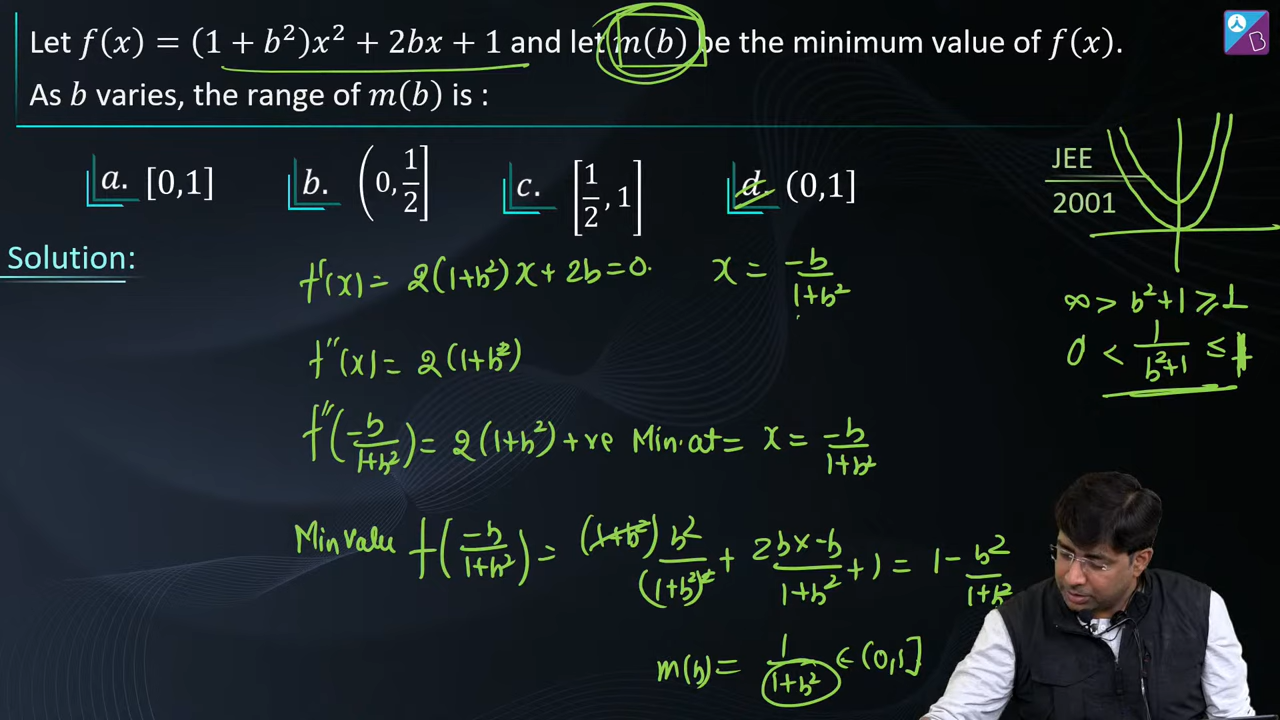 Let f(x) = (1 + b²)x² + 2bx + 1 and let m(b) be the minimum value of f(x).
As b varies, the range of m(b) is :
a. [0,1]
b. (0, 1/2]
c. [1/2, 1]
d. (0,1]
JEE
2001
Solution:
f'(x) = 2(1+b²)x + 2b = 0. x = -b/(1+b²)
∞ > b²+1 ≥ 1
0 < 1/(b²+1) ≤ 1
f''(x) = 2(1+b²)
f''(-b/(1+b²)) = 2(1+b²) +ve Min. at = x = -b/(1+b²)
Min value f(-b/(1+b²)) = (1+b²) b²/(1+b²)² + 2b×-b/(1+b²) + 1 = 1 - b²/(1+b²)
m(b) = 1/(1+b²) ∈ (0,1]
B